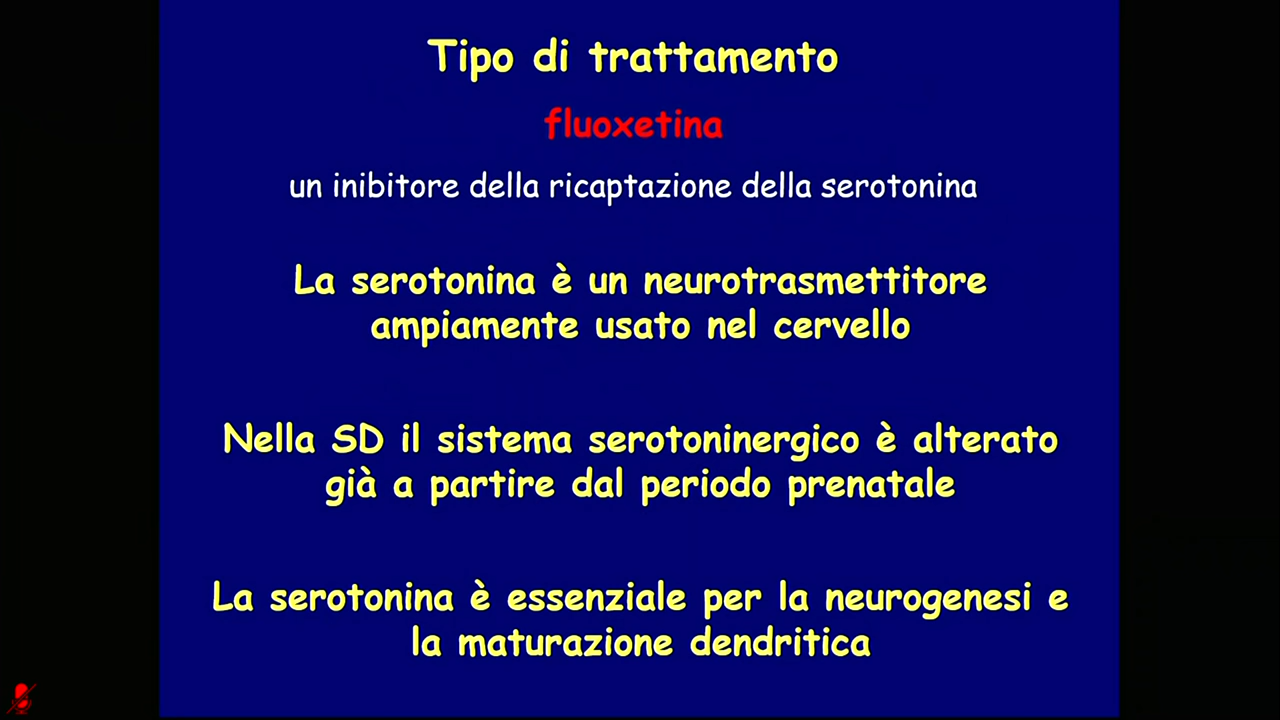 Tipo di trattamento
fluoxetina
un inibitore della ricaptazione della serotonina
La serotonina è un neurotrasmettitore
ampiamente usato nel cervello
Nella SD il sistema serotoninergico è alterato
già a partire dal periodo prenatale
La serotonina è essenziale per la neurogenesi e
la maturazione dendritica